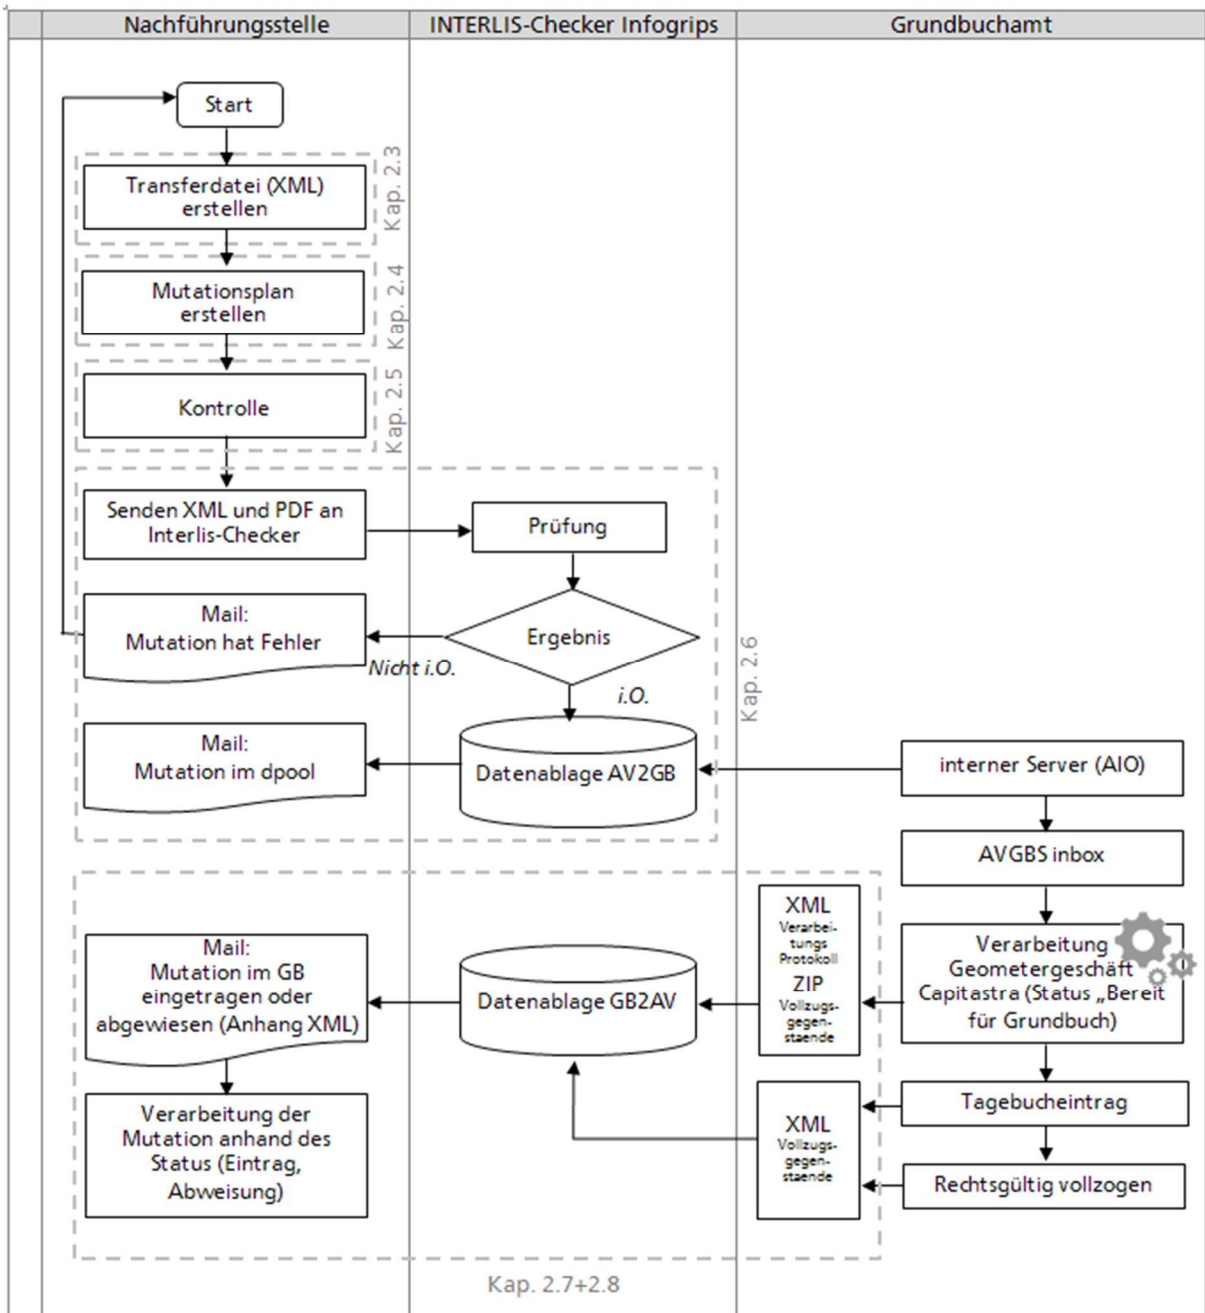 Nachführungsstelle
INTERLIS-Checker Infogrips
Grundbuchamt
Start
Transferdatei (XML)
erstellen
Kap. 2.3
Mutationsplan
erstellen
Kap. 2.4
Kontrolle
Kap. 2.5
Senden XML und PDF an
Interlis-Checker
Prüfung
Mail:
Mutation hat Fehler
Ergebnis
Nicht i.O.
i.O.
Kap. 2.6
Mail:
Mutation im dpool
Datenablage AV2GB
interner Server (AIO)
AVGBS inbox
Mail:
Mutation im GB
eingetragen oder
abgewiesen (Anhang XML)
Datenablage GB2AV
XML
Verarbei-
tungs
Protokoll
ZIP
Vollzugs-
gegen-
staende
Verarbeitung
Geometergeschäft
Capitastra (Status „Bereit
für Grundbuch)
Verarbeitung der
Mutation anhand des
Status (Eintrag,
Abweisung)
XML
Vollzugs-
gegen-
staende
Tagebucheintrag
Rechtsgültig vollzogen
Kap. 2.7+2.8